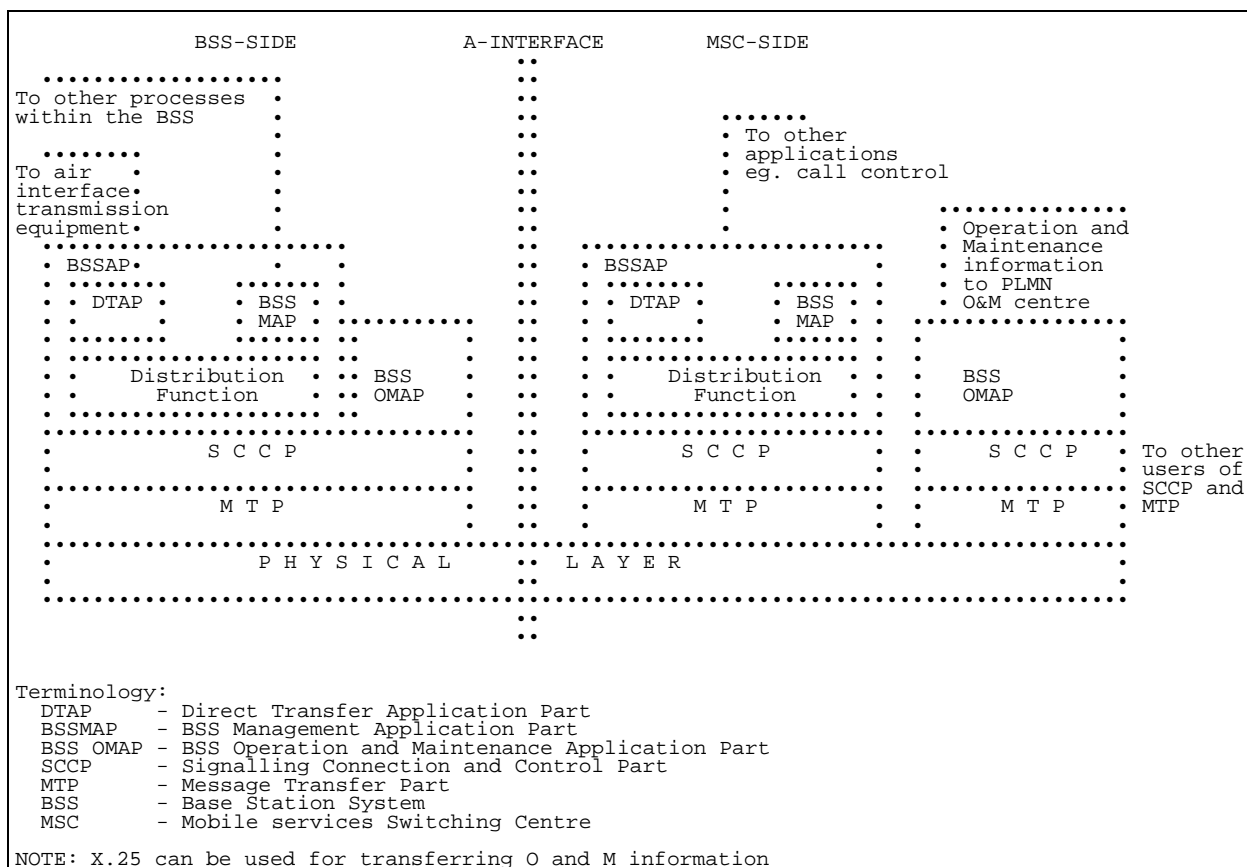 BSS-SIDE A-INTERFACE MSC-SIDE
To other processes
within the BSS
To other
applications
eg. call control
To air
interface
transmission
equipment
Operation and
Maintenance
information
to PLMN
O&M centre
BSSAP BSSAP
DTAP BSS DTAP BSS
MAP MAP
Distribution BSS Distribution BSS
Function OMAP Function OMAP
S C C P S C C P S C C P To other
users of
SCCP and
M T P M T P M T P MTP
P H Y S I C A L L A Y E R
Terminology:
DTAP - Direct Transfer Application Part
BSSMAP - BSS Management Application Part
BSS OMAP - BSS Operation and Maintenance Application Part
SCCP - Signalling Connection and Control Part
MTP - Message Transfer Part
BSS - Base Station System
MSC - Mobile services Switching Centre
NOTE: X.25 can be used for transferring O and M information